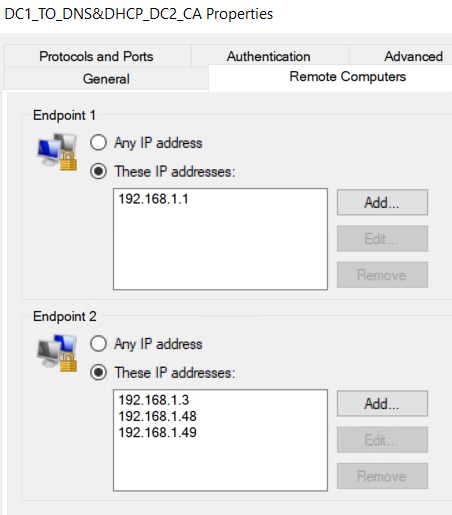 DC1_TO_DNS&DHCP_DC2_CA Properties
Protocols and Ports Authentication Advanced
General Remote Computers
Endpoint 1
Any IP address
These IP addresses:
192.168.1.1
Add...
Edit...
Remove
Endpoint 2
Any IP address
These IP addresses:
192.168.1.3
192.168.1.48
192.168.1.49
Add...
Edit...
Remove